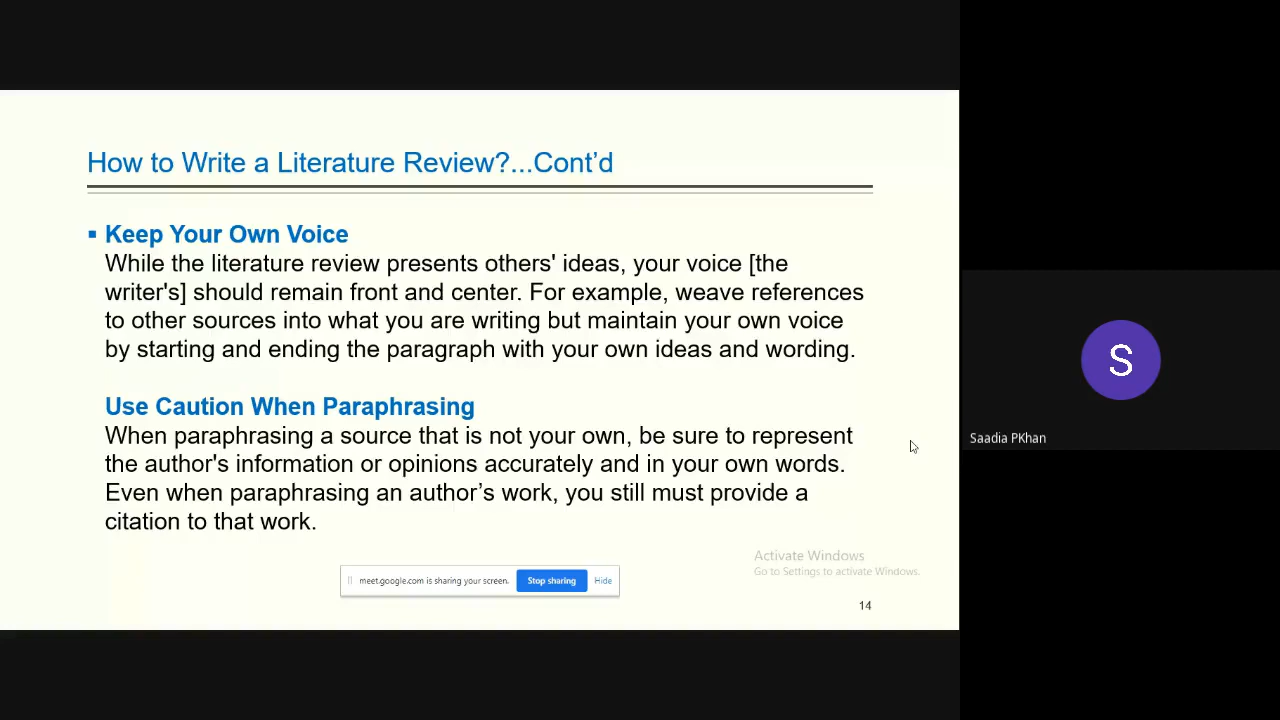 How to Write a Literature Review?...Cont’d
▪ Keep Your Own Voice
While the literature review presents others' ideas, your voice [the
writer's] should remain front and center. For example, weave references
to other sources into what you are writing but maintain your own voice
by starting and ending the paragraph with your own ideas and wording.
Use Caution When Paraphrasing
When paraphrasing a source that is not your own, be sure to represent
the author's information or opinions accurately and in your own words.
Even when paraphrasing an author’s work, you still must provide a
citation to that work.
meet.google.com is sharing your screen. Stop sharing Hide
Activate Windows
Go to Settings to activate Windows.
14
S
Saadia PKhan